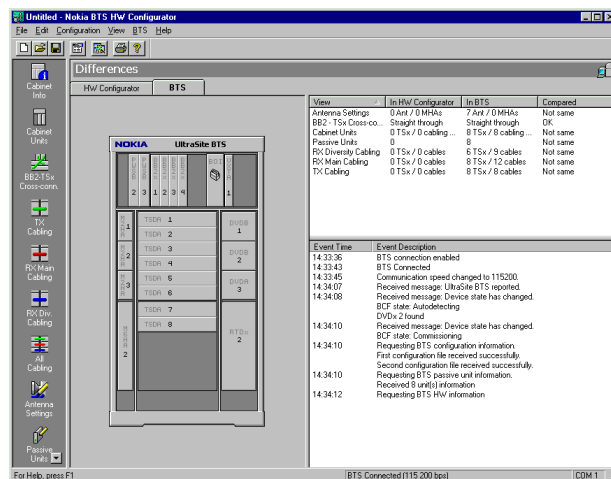 Untitled - Nokia BTS HW Configurator
File Edit Configuration View BTS Help
Differences
HW Configurator BTS
Cabinet Info
Cabinet Units
BB2-TSx Cross-conn.
TX Cabling
RX Main Cabling
RX Div. Cabling
All Cabling
Antenna Settings
Passive Units
NOKIA UltraSite BTS
2 3 1 2 3 4 1
TSDA 1
TSDA 2
TSDA 3
TSDA 4
TSDA 5
TSDA 6
TSDA 7
TSDA 8
1
2
3
2
DVDB 1
DVDB 2
DVDA 3
RTDx 2
View In HW Configurator In BTS Compared
Antenna Settings 0 Ant / 0 MHAs 7 Ant / 0 MHAs Not same
BB2 - TSx Cross-co... Straight through Straight through OK
Cabinet Units 0 TSx / 0 cabling ... 8 TSx / 8 cabling ... Not same
Passive Units 0 8 Not same
RX Diversity Cabling 0 TSx / 0 cables 6 TSx / 9 cables Not same
RX Main Cabling 0 TSx / 0 cables 8 TSx / 12 cables Not same
TX Cabling 0 TSx / 0 cables 8 TSx / 8 cables Not same
Event Time Event Description
14:33:36 BTS connection enabled
14:33:43 BTS Connected
14:33:45 Communication speed changed to 115200.
14:34:07 Received message: UltraSite BTS reported.
14:34:08 Received message: Device state has changed.
BCF state: Autodetecting
DVDx 2 found
14:34:10 Received message: Device state has changed.
BCF state: Commissioning
14:34:10 Requesting BTS configuration information.
First configuration file received successfully.
Second configuration file received successfully.
14:34:10 Requesting BTS passive unit information.
Received 8 unit(s) information
14:34:12 Requesting BTS HW information
For Help, press F1
BTS Connected (115 200 bps)
COM 1